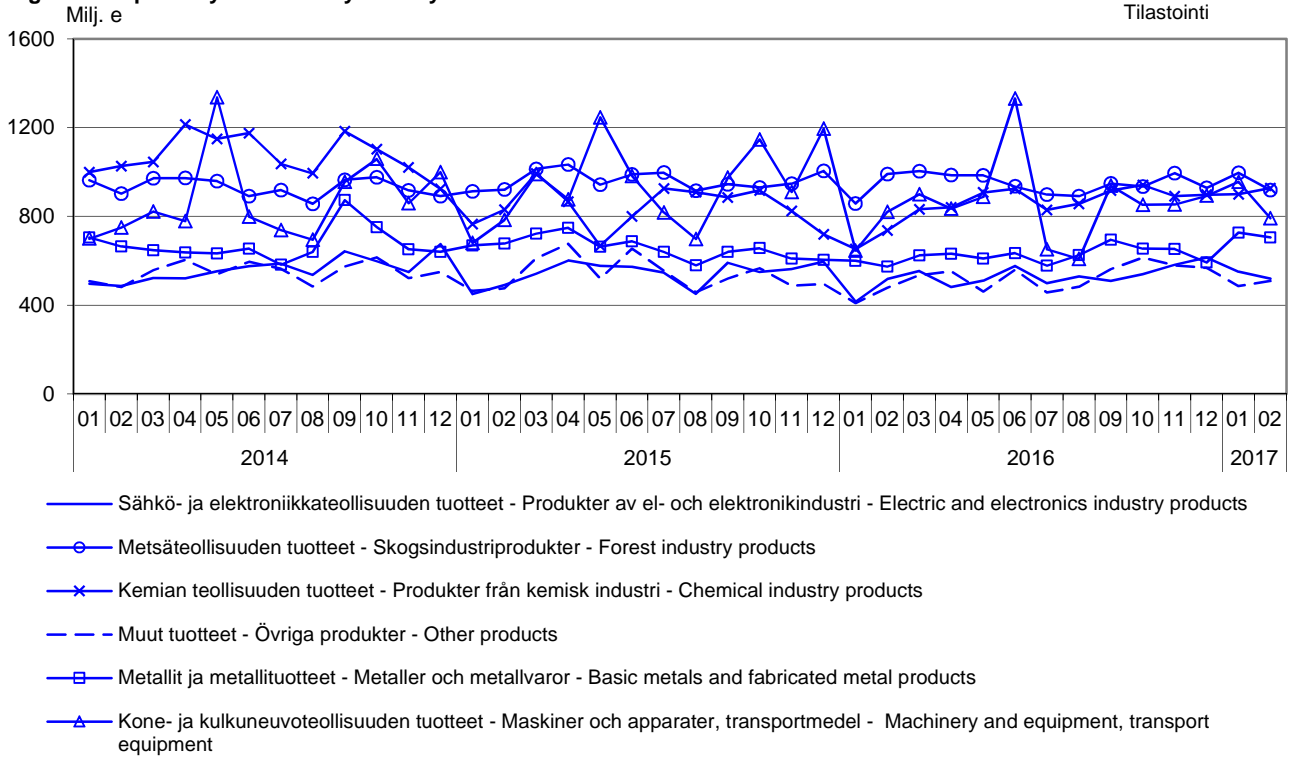 Milj. e
Tilastointi
1600
1200
800
400
0
01 02 03 04 05 06 07 08 09 10 11 12 01 02 03 04 05 06 07 08 09 10 11 12 01 02 03 04 05 06 07 08 09 10 11 12 01 02
2014 2015 2016 2017
Sähkö- ja elektroniikkateollisuuden tuotteet - Produkter av el- och elektronikindustri - Electric and electronics industry products
Metsäteollisuuden tuotteet - Skogsindustriprodukter - Forest industry products
Kemian teollisuuden tuotteet - Produkter från kemisk industri - Chemical industry products
Muut tuotteet - Övriga produkter - Other products
Metallit ja metallituotteet - Metaller och metallvaror - Basic metals and fabricated metal products
Kone- ja kulkuneuvoteollisuuden tuotteet - Maskiner och apparater, transportmedel - Machinery and equipment, transport
equipment